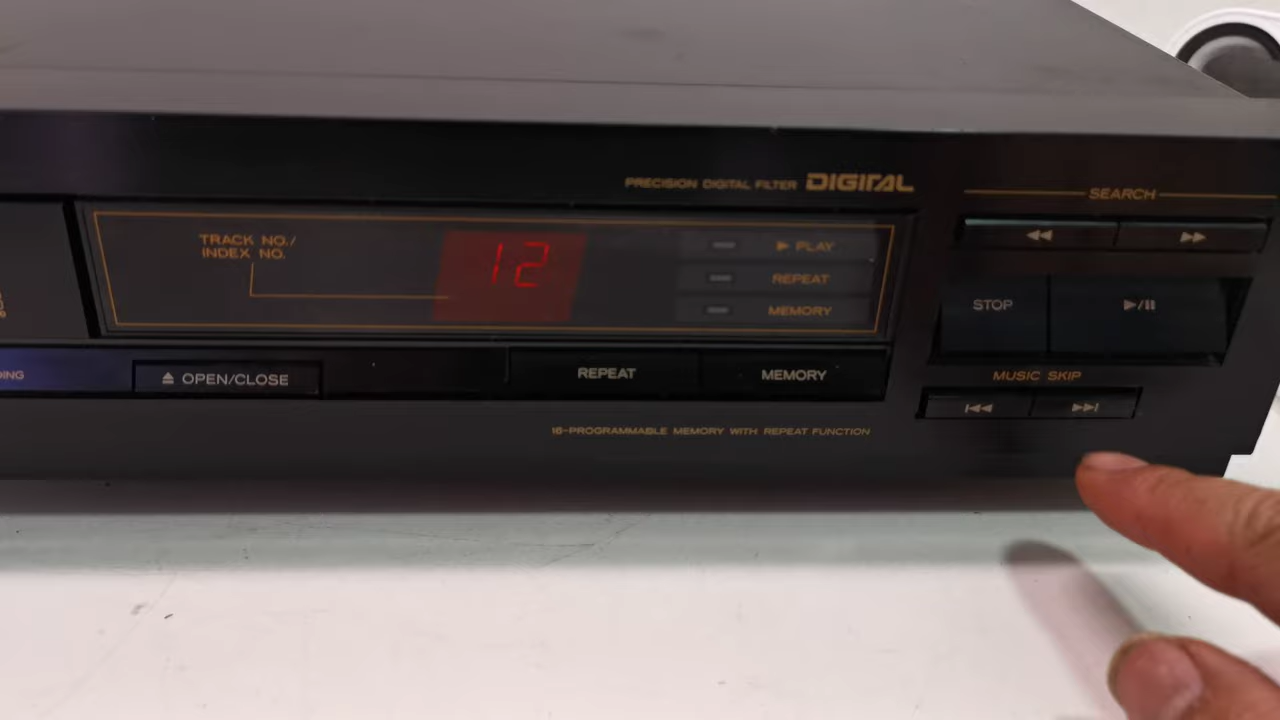 PRECISION DIGITAL FILTER DIGITAL
SEARCH
TRACK NO./
INDEX NO.
12
▶ PLAY
REPEAT
MEMORY
◀◀ ▶▶
STOP ▶/II
⏏ OPEN/CLOSE
REPEAT MEMORY
MUSIC SKIP
I◀◀ ▶▶I
16-PROGRAMMABLE MEMORY WITH REPEAT FUNCTION